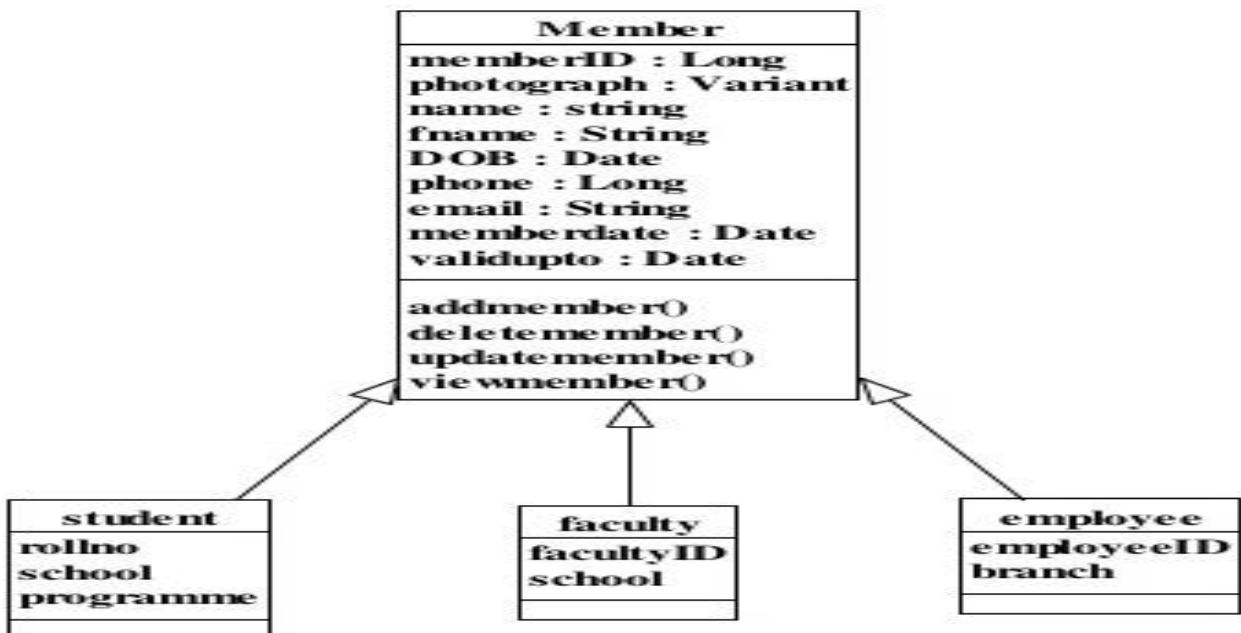 Member
memberID : Long
photograph : Variant
name : string
fname : String
DOB : Date
phone : Long
email : String
memberdate : Date
validupto : Date
addmember()
deletemember()
updatemember()
viewmember()
student
rollno
school
programme
faculty
facultyID
school
employee
employeeID
branch